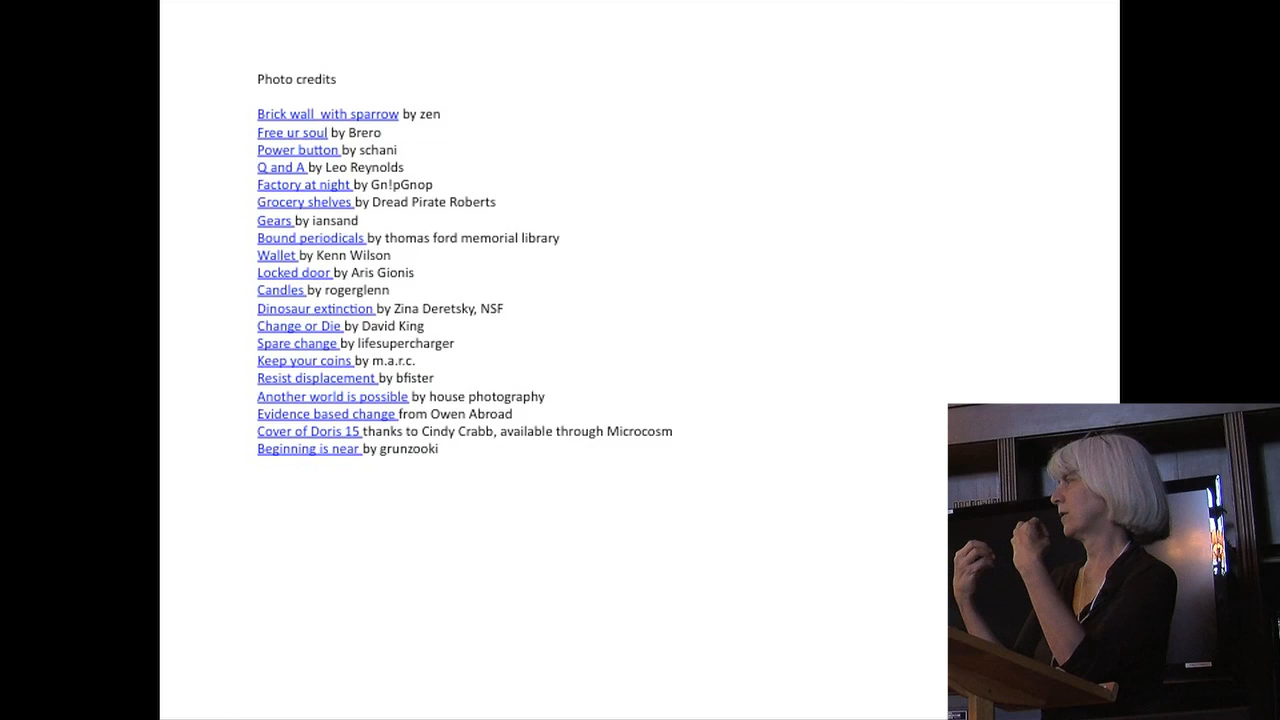 Photo credits
Brick wall  with sparrow by zen
Free ur soul by Brero
Power button by schani
Q and A by Leo Reynolds
Factory at night by Gn!pGnop
Grocery shelves by Dread Pirate Roberts
Gears by iansand
Bound periodicals by thomas ford memorial library
Wallet by Kenn Wilson
Locked door by Aris Gionis
Candles by rogerglenn
Dinosaur extinction by Zina Deretsky, NSF
Change or Die by David King
Spare change by lifesupercharger
Keep your coins by m.a.r.c.
Resist displacement by bfister
Another world is possible by house photography
Evidence based change from Owen Abroad
Cover of Doris 15 thanks to Cindy Crabb, available through Microcosm
Beginning is near by grunzooki